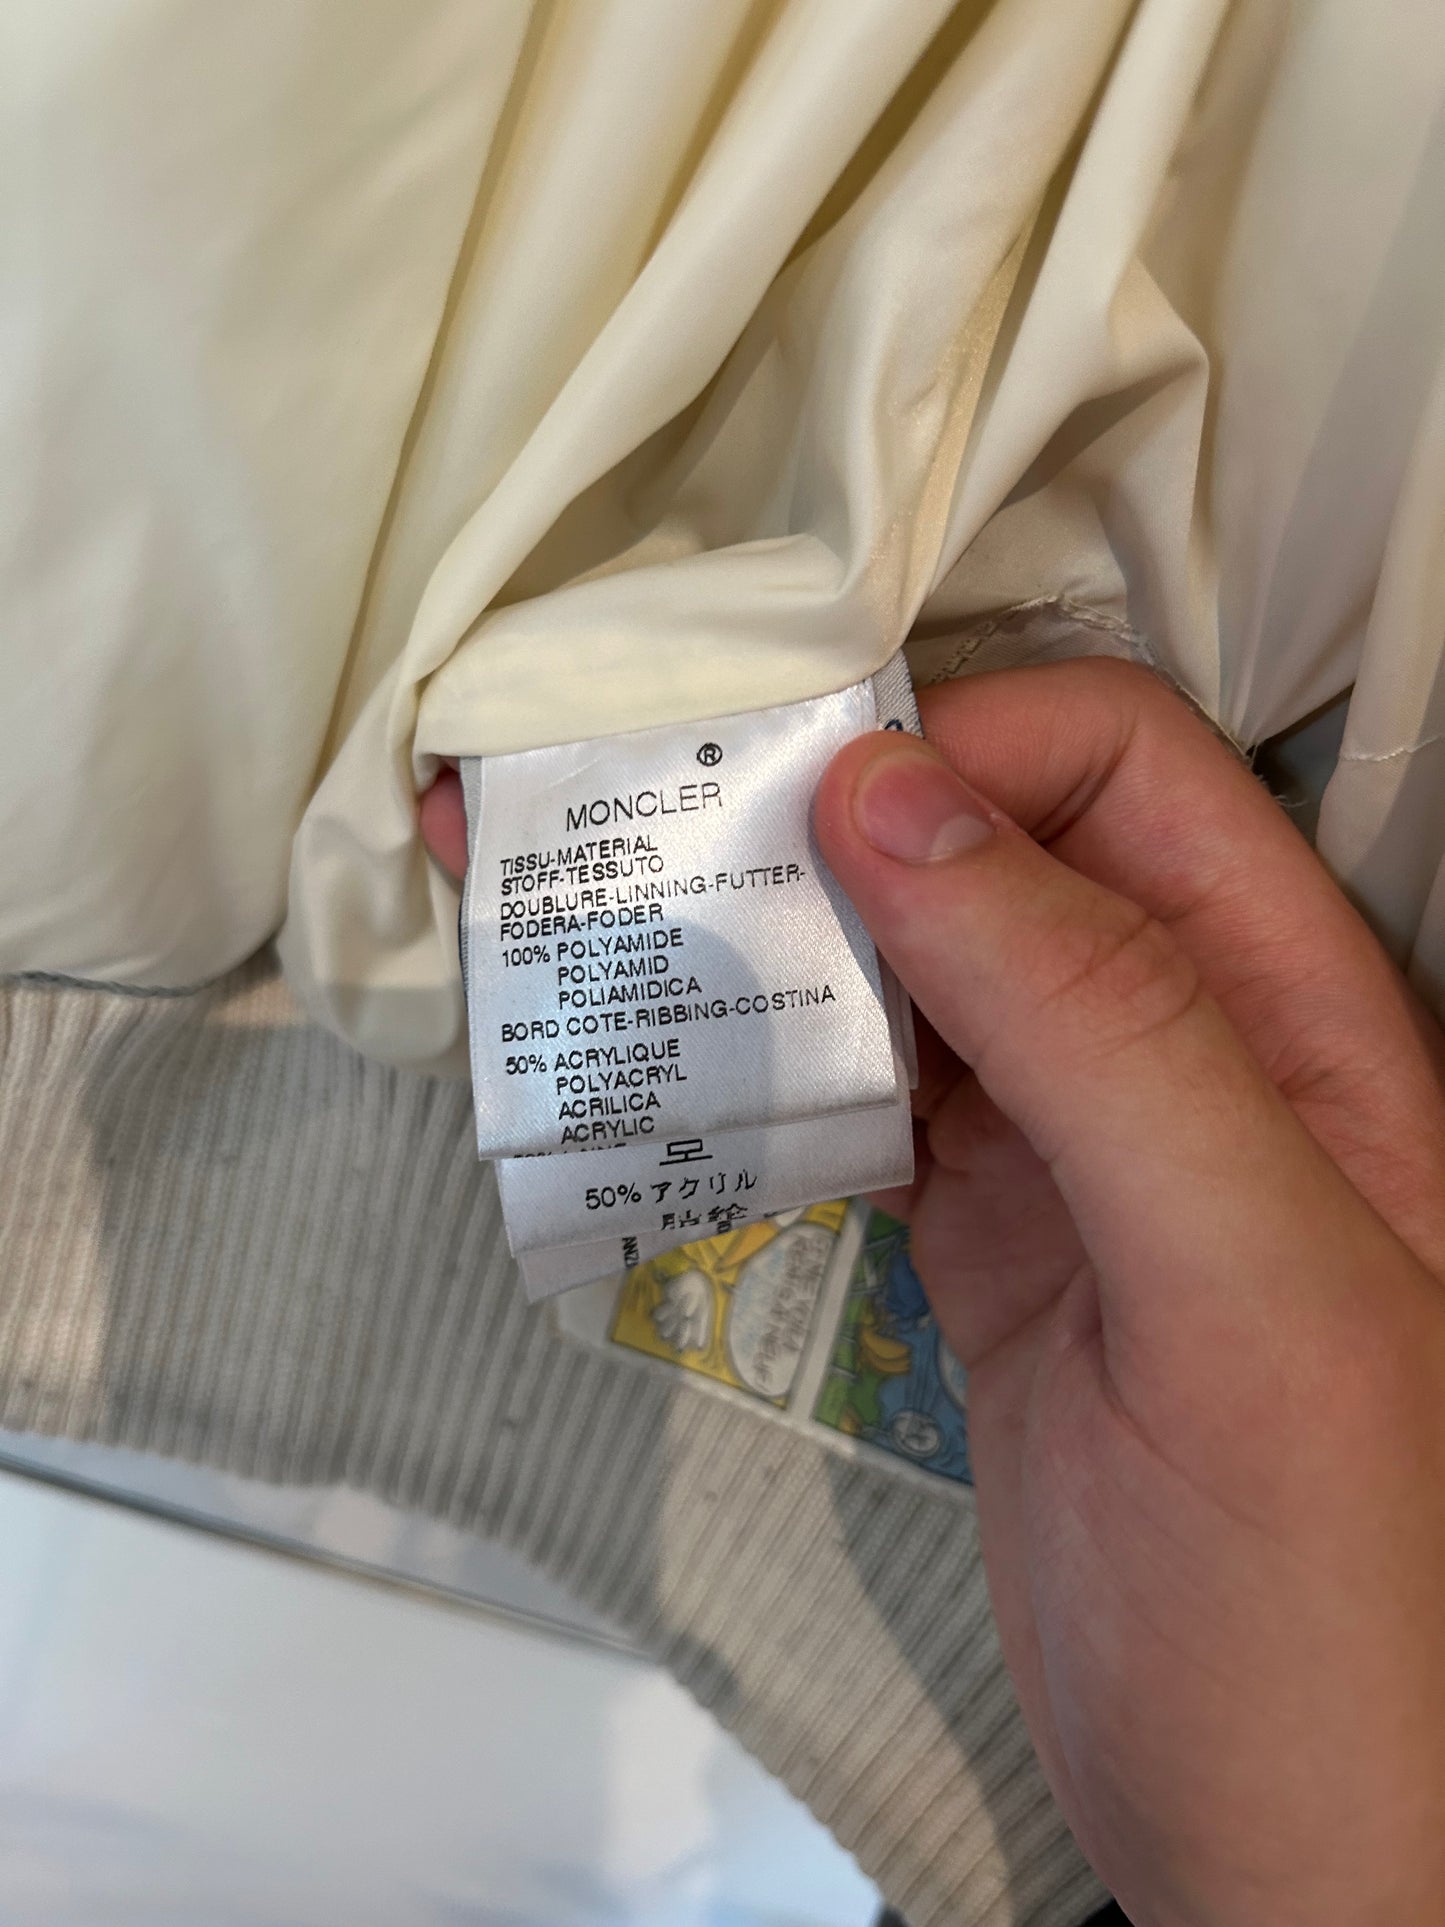 ®
MONCLER
TISSU-MATERIAL
STOFF-TESSUTO
DOUBLURE-LINNING-FUTTER-
FODERA-FODER
100% POLYAMIDE
POLYAMID
POLIAMIDICA
BORD COTE-RIBBING-COSTINA
50% ACRYLIQUE
POLYACRYL
ACRILICA
ACRYLIC
毛
50% アクリル